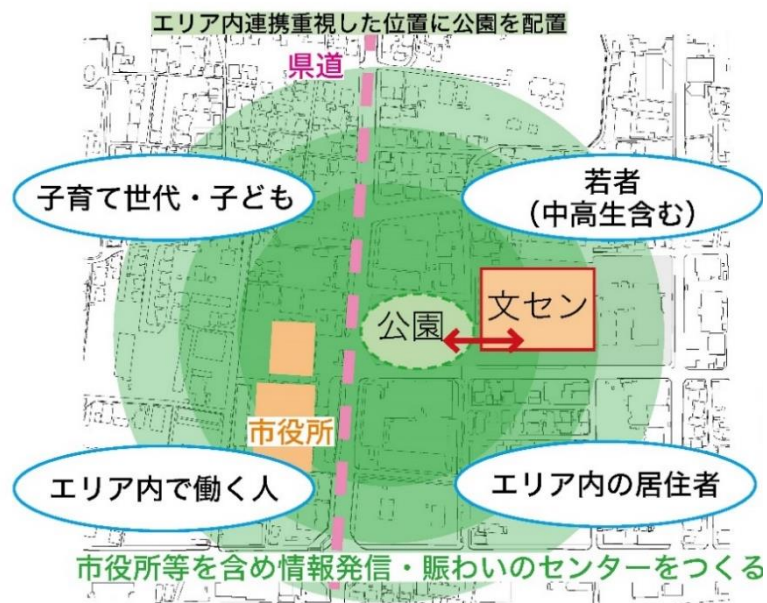 エリア内連携重視した位置に公園を配置
県道
子育て世代・子ども
若者
（中高生含む）
公園
文セン
市役所
エリア内で働く人
エリア内の居住者
市役所等を含め情報発信・賑わいのセンターをつくる